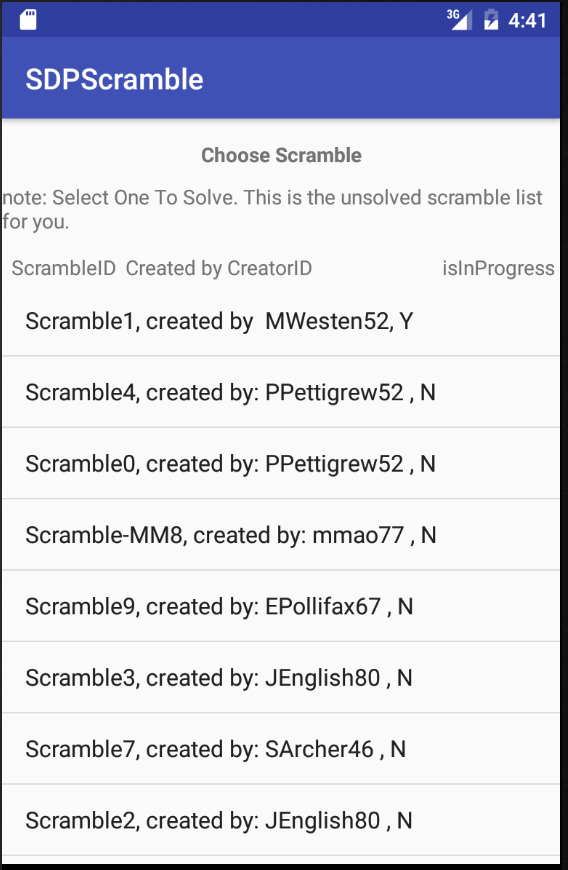 3G 4:41
SDPScramble
Choose Scramble
note: Select One To Solve. This is the unsolved scramble list
for you.
ScrambleID Created by CreatorID isInProgress
Scramble1, created by  MWesten52, Y
Scramble4, created by: PPettigrew52 , N
Scramble0, created by: PPettigrew52 , N
Scramble-MM8, created by: mmao77 , N
Scramble9, created by: EPollifax67 , N
Scramble3, created by: JEnglish80 , N
Scramble7, created by: SArcher46 , N
Scramble2, created by: JEnglish80 , N